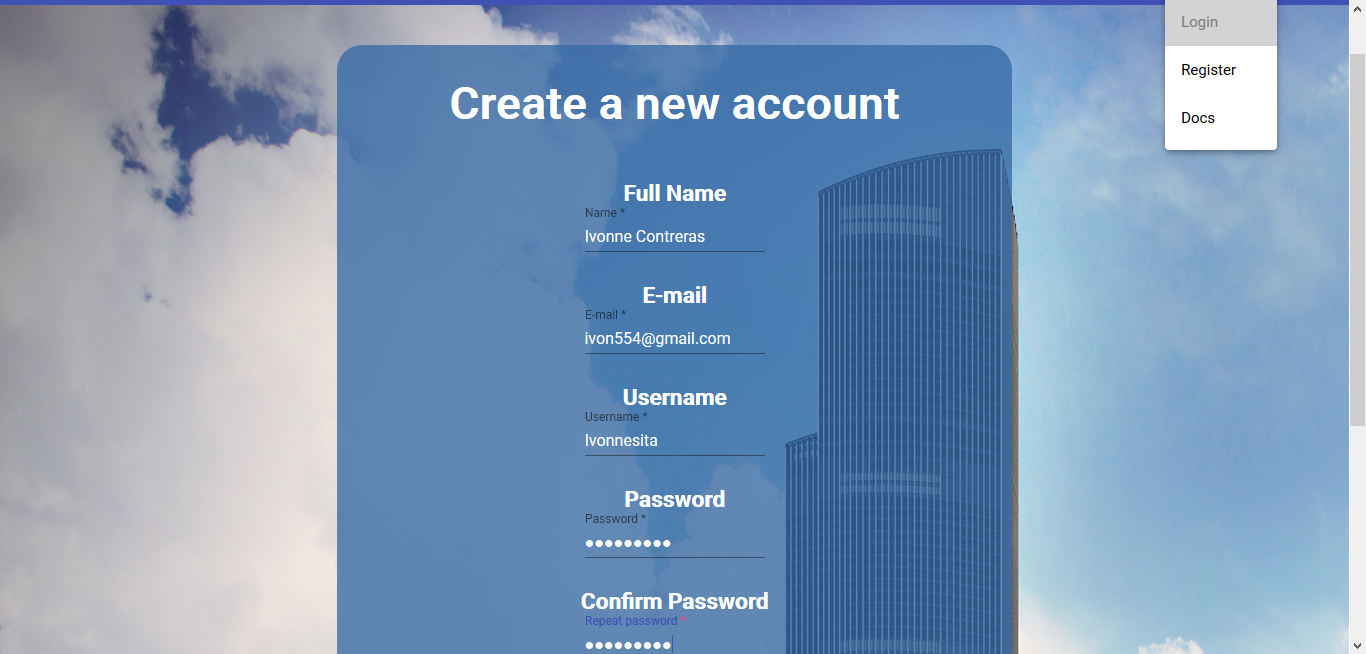 Login
Register
Docs
Create a new account
Full Name
Name *
Ivonne Contreras
E-mail
E-mail *
ivon554@gmail.com
Username
Username *
Ivonnesita
Password
Password *
●●●●●●●●●
Confirm Password
Repeat password *
●●●●●●●●●